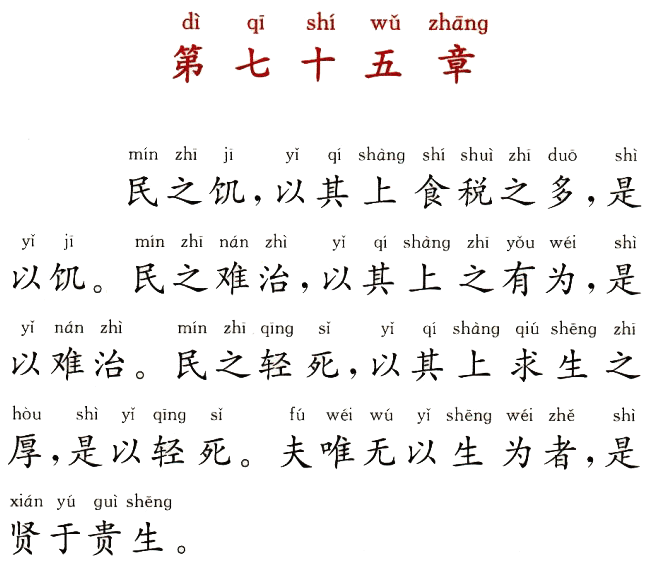 dì qī shí wǔ zhāng
第七十五章
mín zhī jī yǐ qí shàng shí shuì zhī duō shì
民之饥，以其上食税之多，是
yǐ jī mín zhī nán zhì yǐ qí shàng zhī yǒu wéi shì
以饥。民之难治，以其上之有为，是
yǐ nán zhì mín zhī qīng sǐ yǐ qí shàng qiú shēng zhī
以难治。民之轻死，以其上求生之
hòu shì yǐ qīng sǐ fú wéi wú yǐ shēng wéi zhě shì
厚，是以轻死。夫唯无以生为者，是
xián yú guì shēng
贤于贵生。